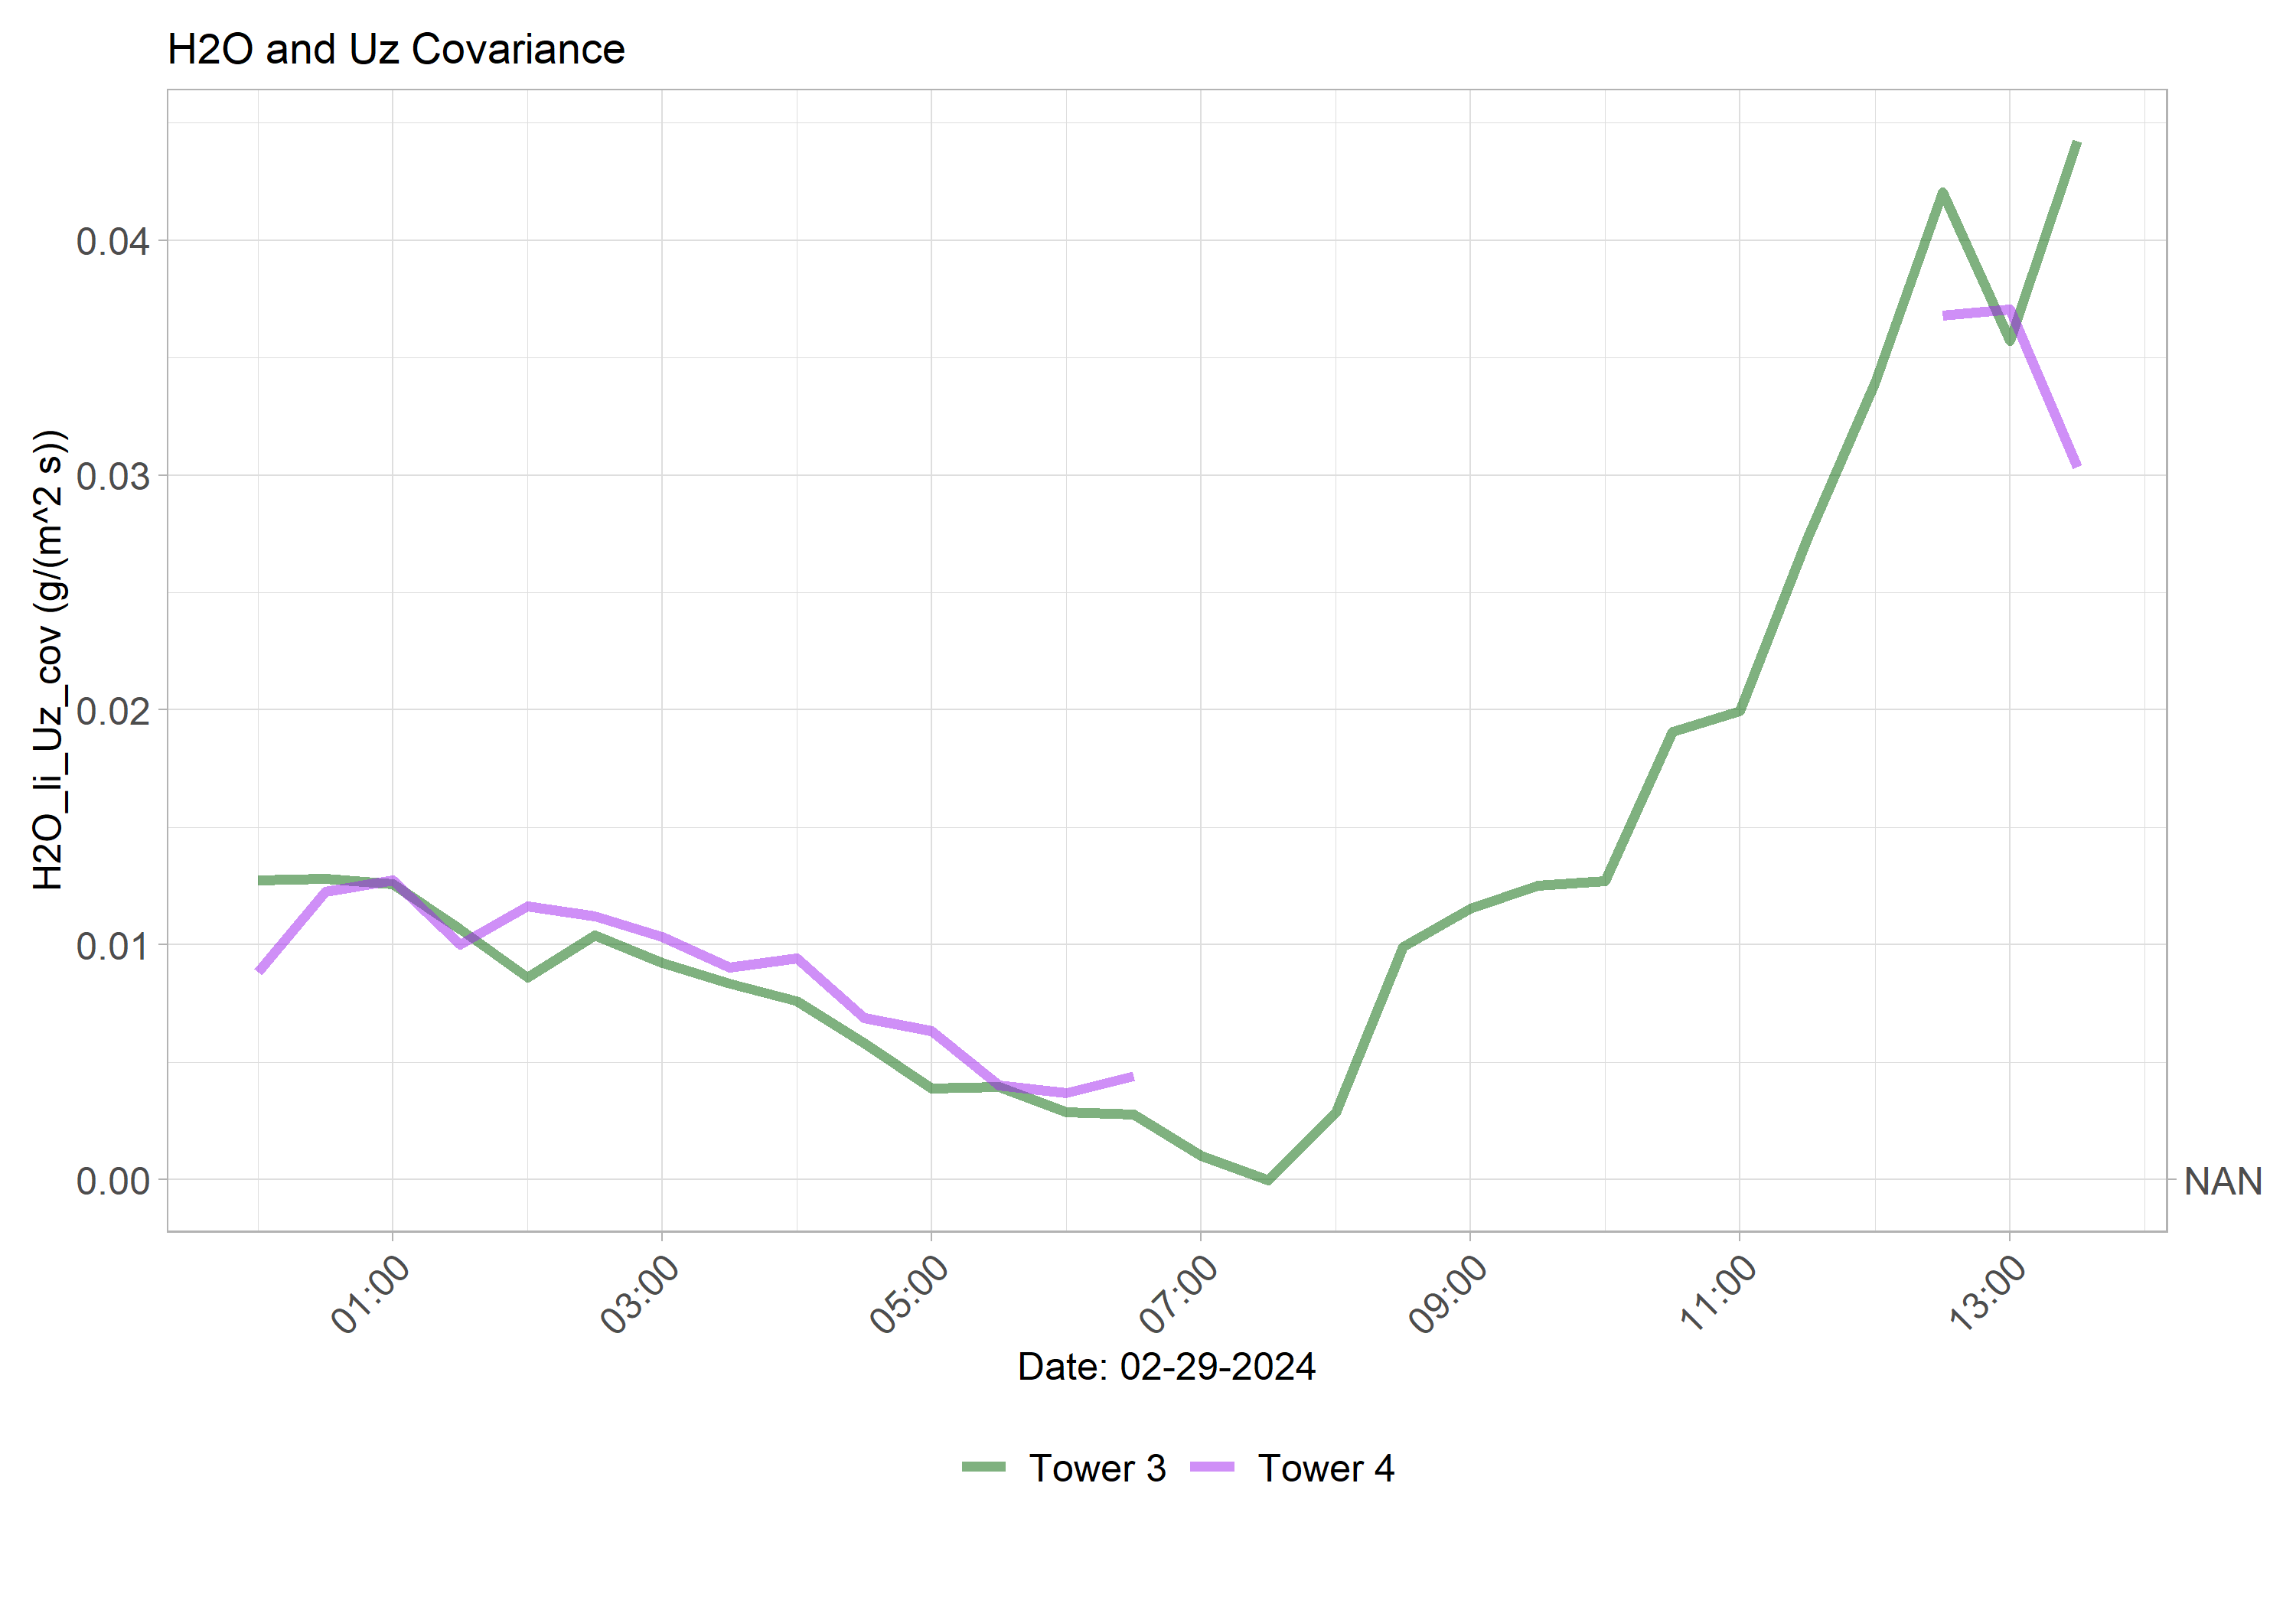 H2O and Uz Covariance
H2O_li_Uz_cov (g/(m^2 s))
0.04
0.03
0.02
0.01
0.00
NAN
01:00
03:00
05:00
07:00
09:00
11:00
13:00
Date: 02-29-2024
Tower 3
Tower 4